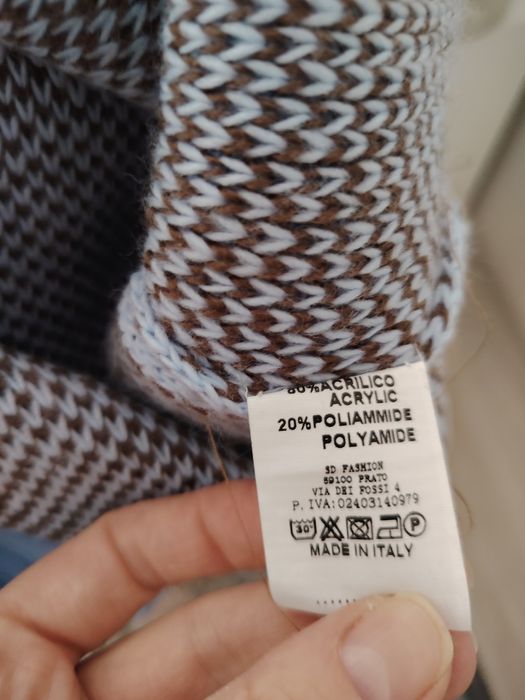 80%ACRILICO
ACRYLIC
20%POLIAMMIDE
POLYAMIDE
SD FASHION
59100 PRATO
VIA DEI FOSSI 4
P. IVA:02403140979
30°
P
MADE IN ITALY